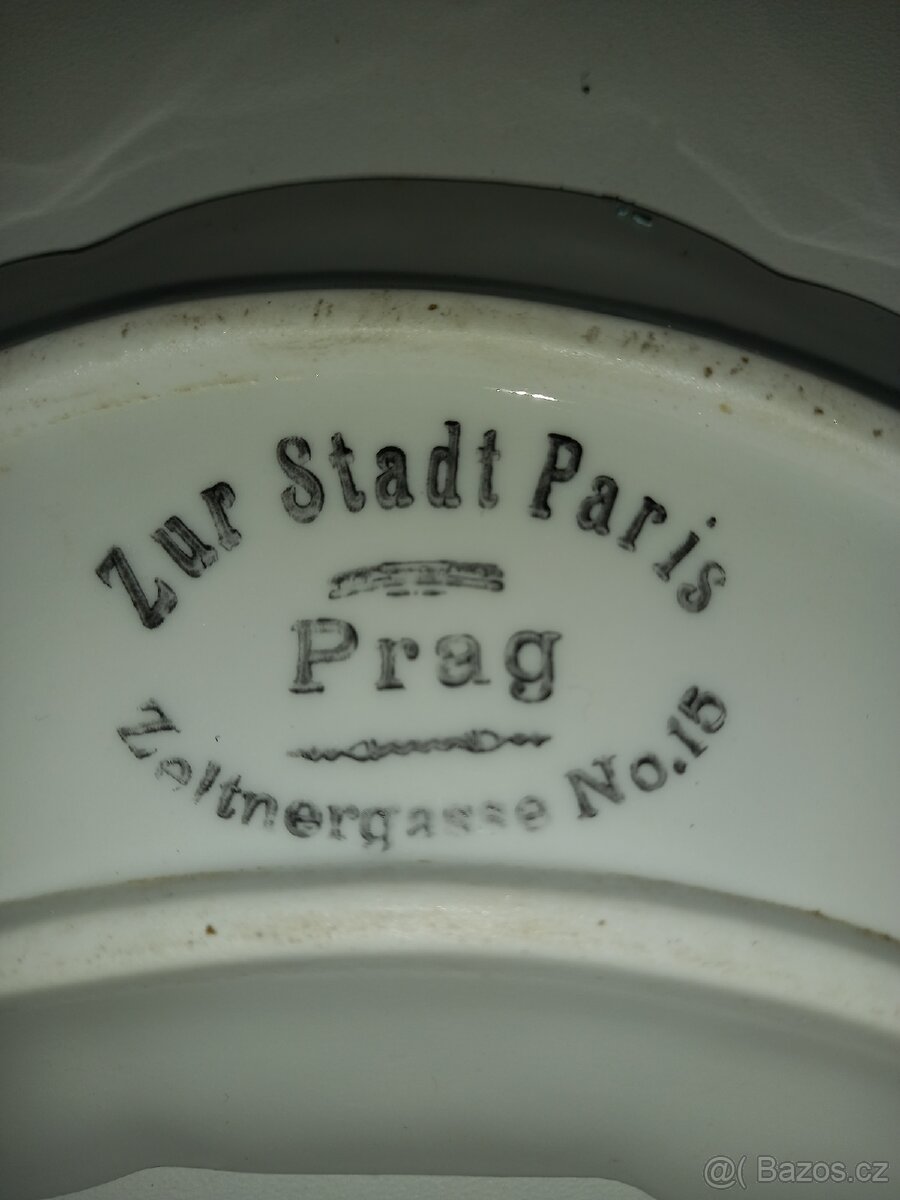 Zur Stadt Paris
Prag
Zeltnergasse No.15
@( Bazos.cz